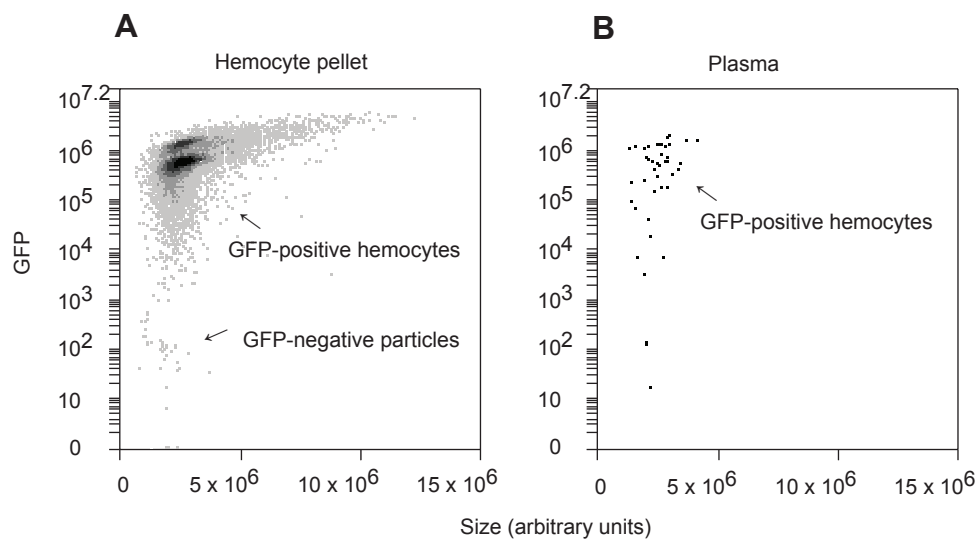 A
B
Hemocyte pellet
Plasma
GFP
10^7.2
10^6
10^5
10^4
10^3
10^2
10
0
GFP-positive hemocytes
GFP-negative particles
0
5 x 10^6
10 x 10^6
15 x 10^6
10^7.2
10^6
10^5
10^4
10^3
10^2
10
0
GFP-positive hemocytes
0
5 x 10^6
10 x 10^6
15 x 10^6
Size (arbitrary units)